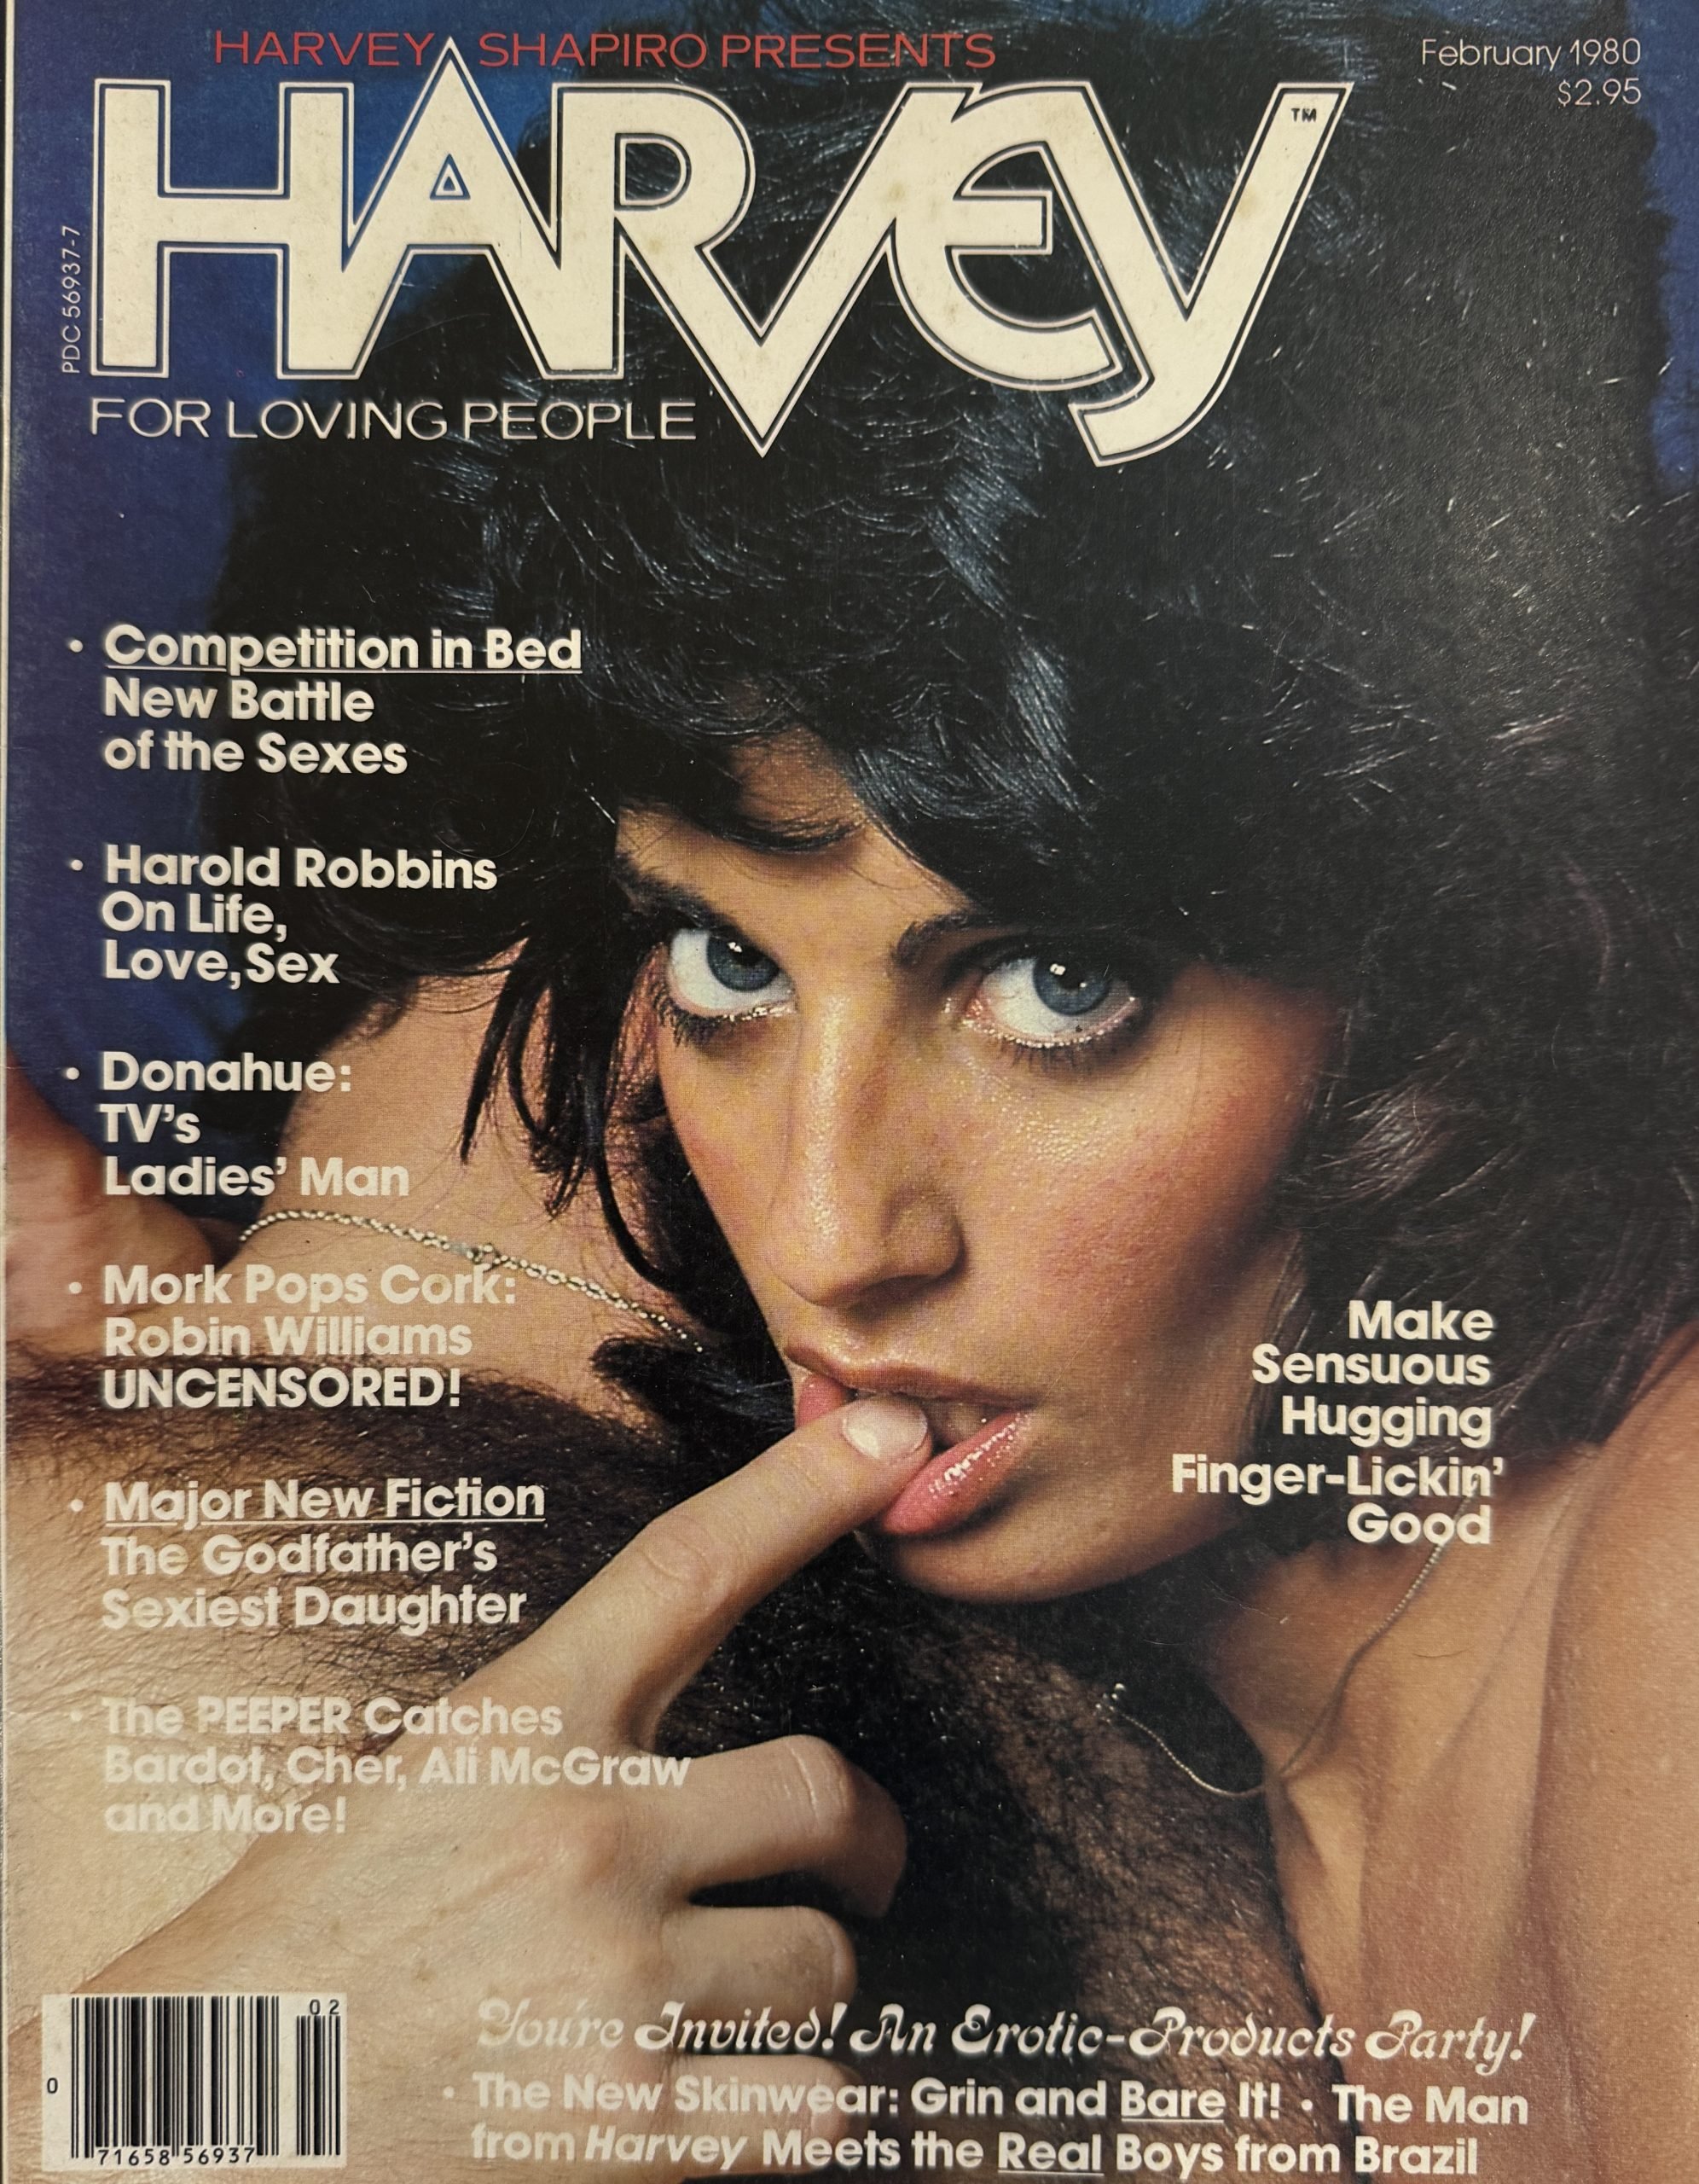 HARVEY SHAPIRO PRESENTS
February 1980
$2.95
HARVEY™
PDC 56937-7
FOR LOVING PEOPLE
• Competition in Bed
New Battle
of the Sexes
• Harold Robbins
On Life,
Love, Sex
• Donahue:
TV's
Ladies' Man
• Mork Pops Cork:
Robin Williams
UNCENSORED!
• Major New Fiction
The Godfather's
Sexiest Daughter
• The PEEPER Catches
Bardot, Cher, Ali McGraw
and More!
Make
Sensuous
Hugging
Finger-Lickin'
Good
You're Invited! An Erotic-Products Party!
• The New Skinwear: Grin and Bare It! • The Man
from Harvey Meets the Real Boys from Brazil
02
0
71658 56937